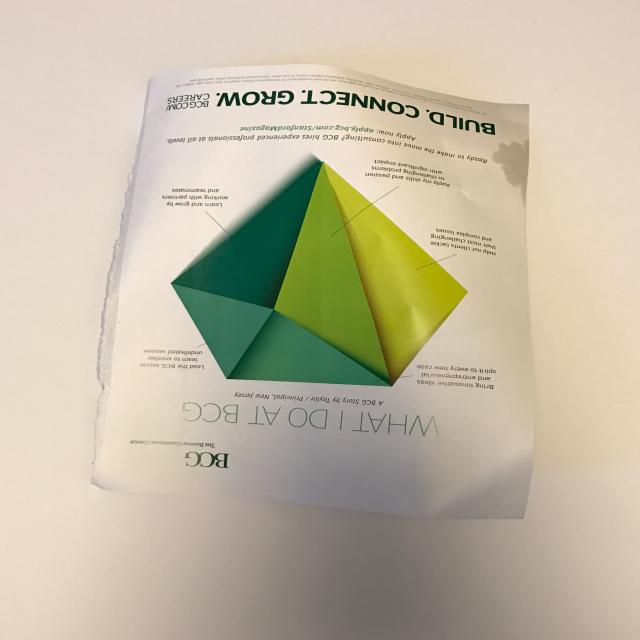 BCG
THE BOSTON CONSULTING GROUP
WHAT I DO AT BCG
A BCG Story by Taylor / Principal, New Jersey
Bring innovative ideas
and entrepreneurial
spirit to every new case
Lead the BCG soccer
team to another
undefeated season
Help our clients tackle
their most challenging
and complex issues
Learn and grow by
working with partners
and teammates
Apply my skills and passion
to challenging problems
with significant impact
Ready to make the move into consulting? BCG hires experienced professionals at all levels.
Apply now: apply.bcg.com/StanfordMagazine
BUILD. CONNECT. GROW.
BCG.COM/
CAREERS